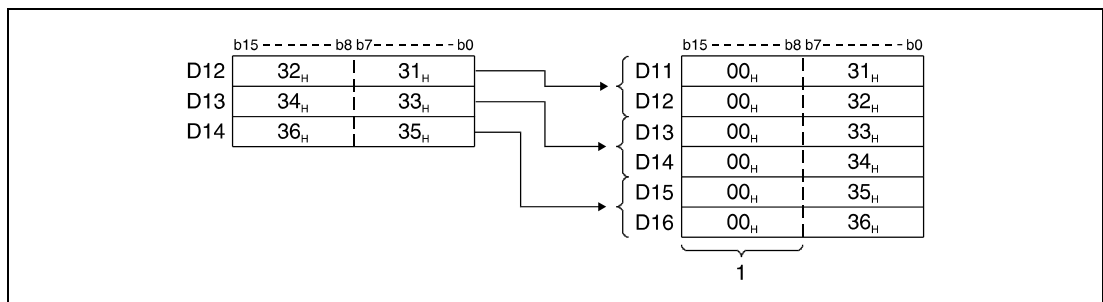 b15 - - - - - - - b8 b7- - - - - - - - b0
D12 32H 31H
D13 34H 33H
D14 36H 35H
b15 - - - - - - - b8 b7- - - - - - - - b0
D11 00H 31H
D12 00H 32H
D13 00H 33H
D14 00H 34H
D15 00H 35H
D16 00H 36H
1